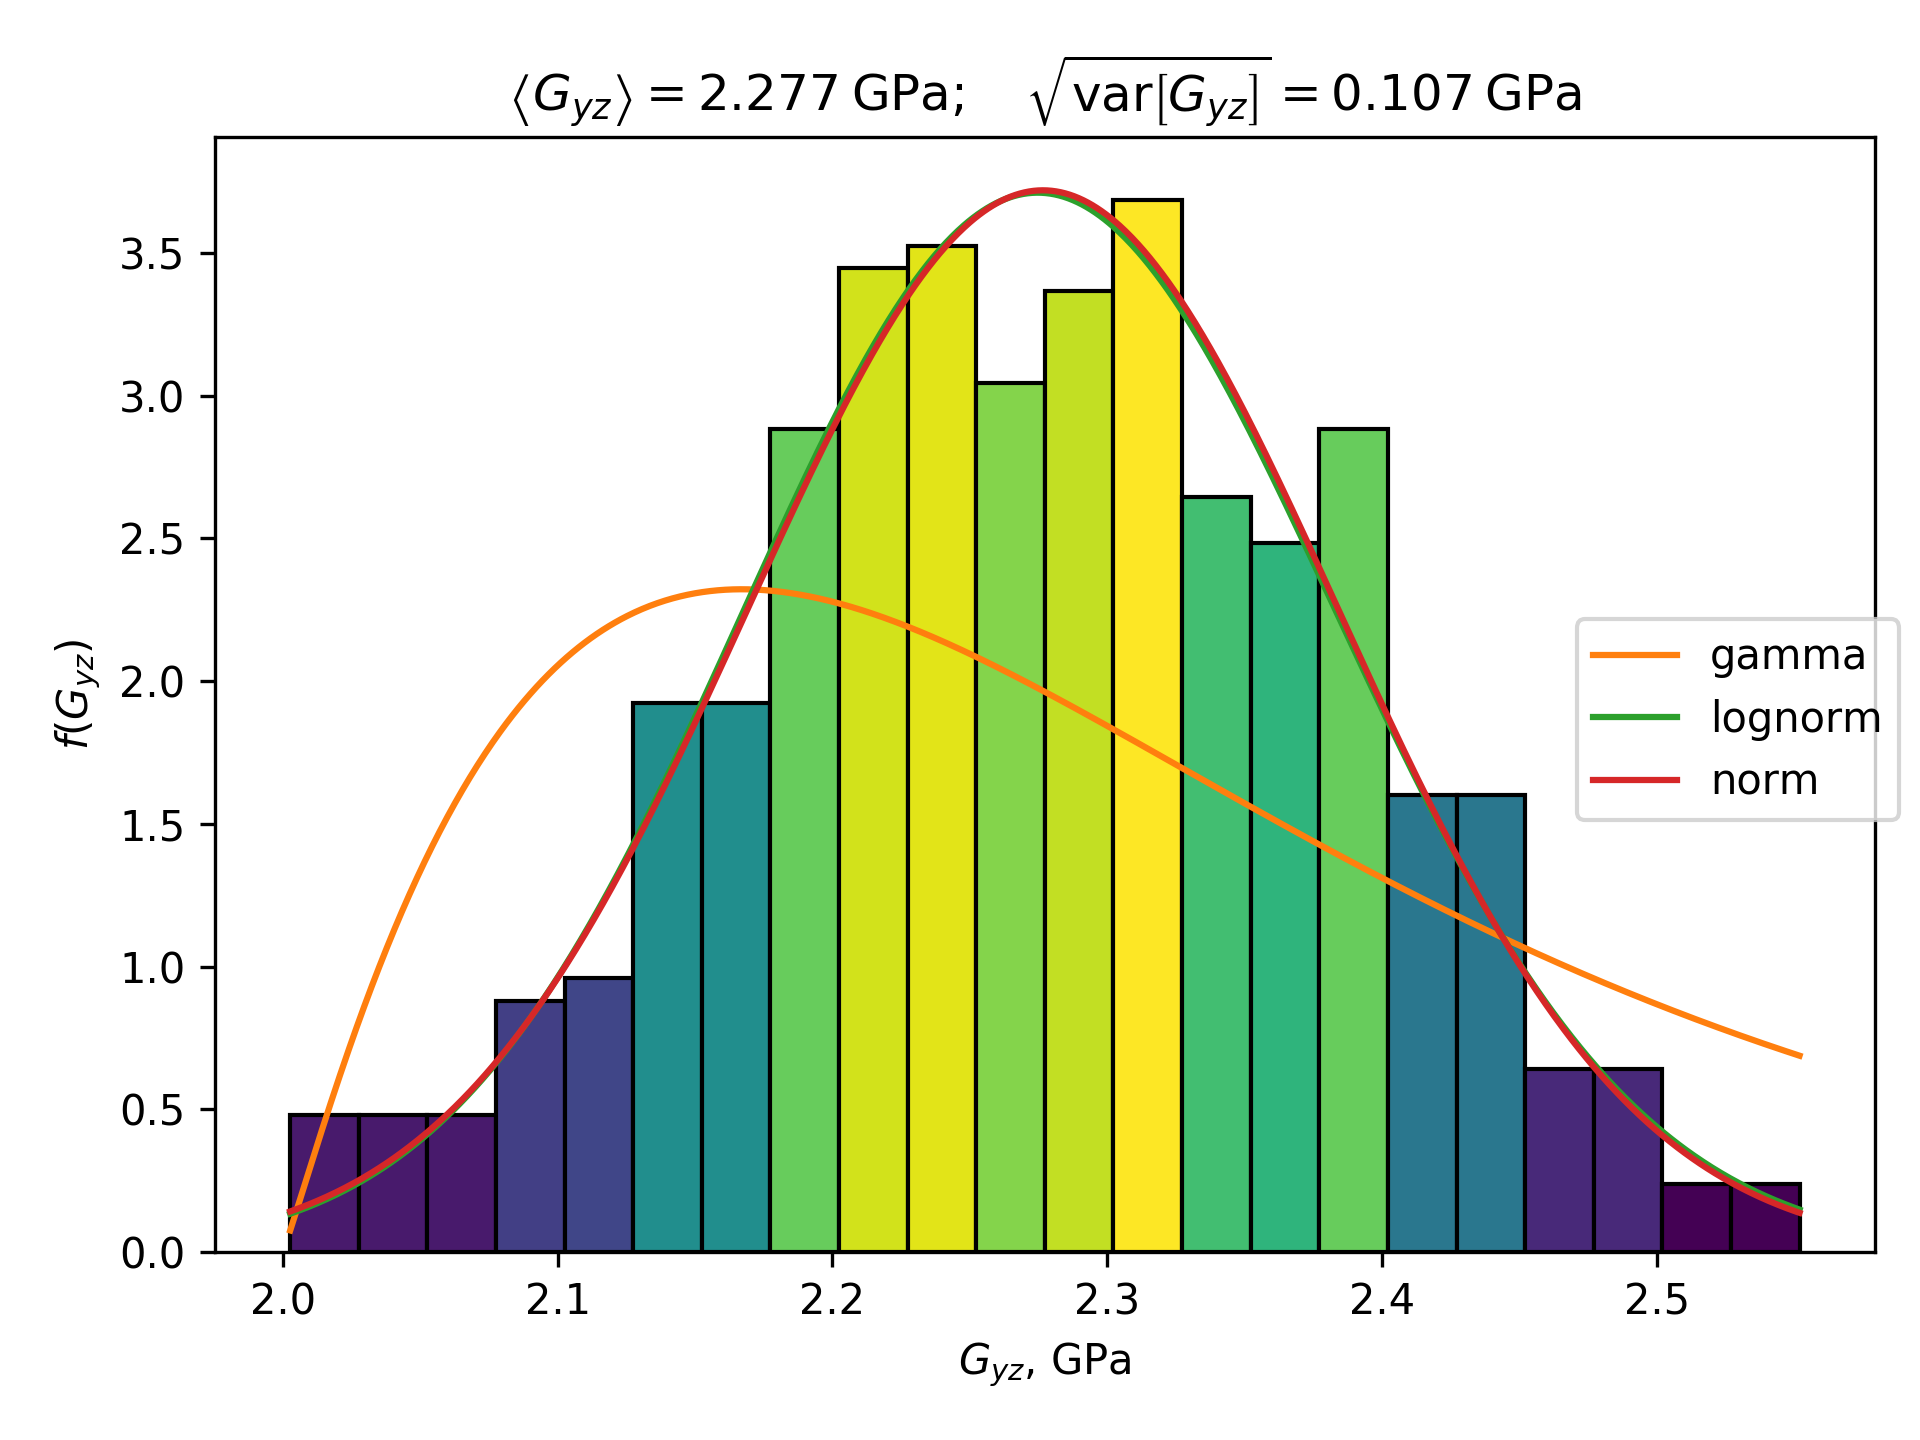 ⟨G_yz⟩ = 2.277 GPa; √var[G_yz] = 0.107 GPa
f(G_yz)
3.5
3.0
2.5
2.0
1.5
1.0
0.5
0.0
gamma
lognorm
norm
2.0 2.1 2.2 2.3 2.4 2.5
G_yz, GPa